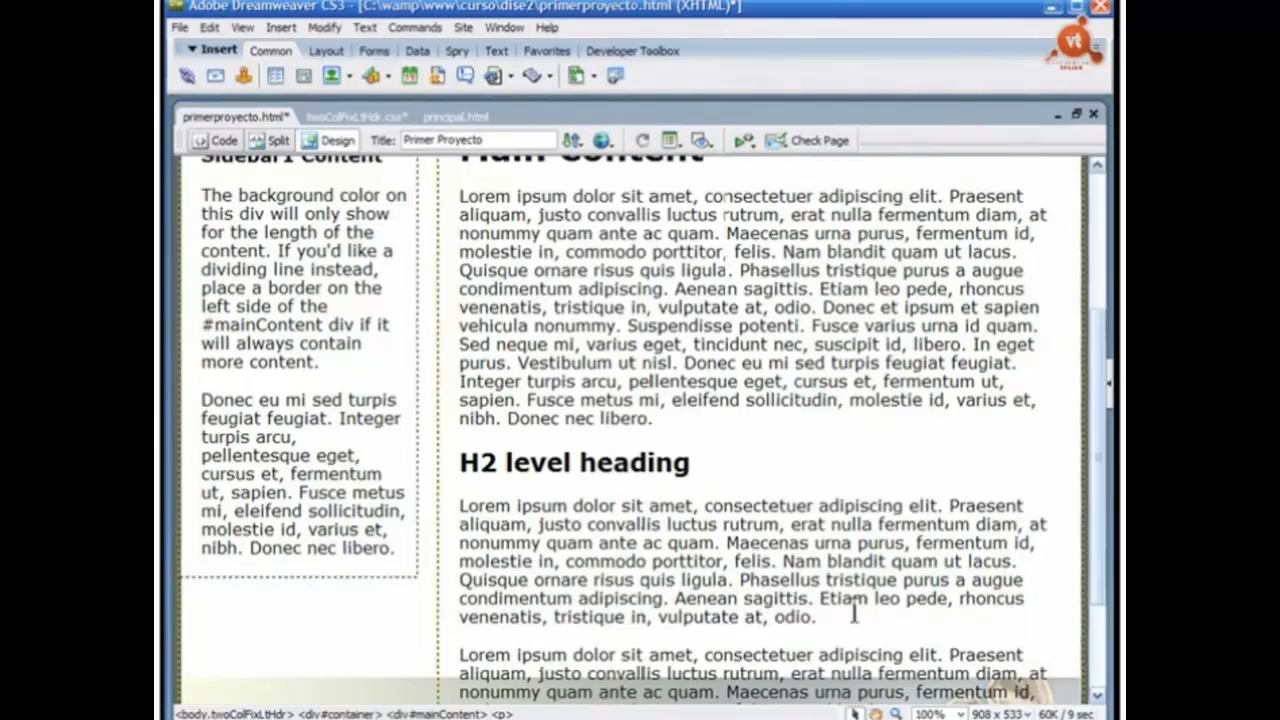 Adobe Dreamweaver CS3 - [C:\wamp\www\curso\dise2\primerproyecto.html (XHTML)*]
File Edit View Insert Modify Text Commands Site Window Help
Insert Common Layout Forms Data Spry Text Favorites Developer Toolbox
vt
primerproyecto.html* twoColFixLtHdr.css* principal.html
Code Split Design Title: Primer Proyecto Check Page
Sidebar1 Content
The background color on
this div will only show
for the length of the
content. If you'd like a
dividing line instead,
place a border on the
left side of the
#mainContent div if it
will always contain
more content.
Donec eu mi sed turpis
feugiat feugiat. Integer
turpis arcu,
pellentesque eget,
cursus et, fermentum
ut, sapien. Fusce metus
mi, eleifend sollicitudin,
molestie id, varius et,
nibh. Donec nec libero.
Main Content
Lorem ipsum dolor sit amet, consectetuer adipiscing elit. Praesent
aliquam, justo convallis luctus rutrum, erat nulla fermentum diam, at
nonummy quam ante ac quam. Maecenas urna purus, fermentum id,
molestie in, commodo porttitor, felis. Nam blandit quam ut lacus.
Quisque ornare risus quis ligula. Phasellus tristique purus a augue
condimentum adipiscing. Aenean sagittis. Etiam leo pede, rhoncus
venenatis, tristique in, vulputate at, odio. Donec et ipsum et sapien
vehicula nonummy. Suspendisse potenti. Fusce varius urna id quam.
Sed neque mi, varius eget, tincidunt nec, suscipit id, libero. In eget
purus. Vestibulum ut nisl. Donec eu mi sed turpis feugiat feugiat.
Integer turpis arcu, pellentesque eget, cursus et, fermentum ut,
sapien. Fusce metus mi, eleifend sollicitudin, molestie id, varius et,
nibh. Donec nec libero.
H2 level heading
Lorem ipsum dolor sit amet, consectetuer adipiscing elit. Praesent
aliquam, justo convallis luctus rutrum, erat nulla fermentum diam, at
nonummy quam ante ac quam. Maecenas urna purus, fermentum id,
molestie in, commodo porttitor, felis. Nam blandit quam ut lacus.
Quisque ornare risus quis ligula. Phasellus tristique purus a augue
condimentum adipiscing. Aenean sagittis. Etiam leo pede, rhoncus
venenatis, tristique in, vulputate at, odio.
Lorem ipsum dolor sit amet, consectetuer adipiscing elit. Praesent
aliquam, justo convallis luctus rutrum, erat nulla fermentum diam, at
nonummy quam ante ac quam. Maecenas urna purus, fermentum id,
<body.twoColFixLtHdr> <div#container> <div#mainContent> <p> 100% 908 x 533 60K / 9 sec